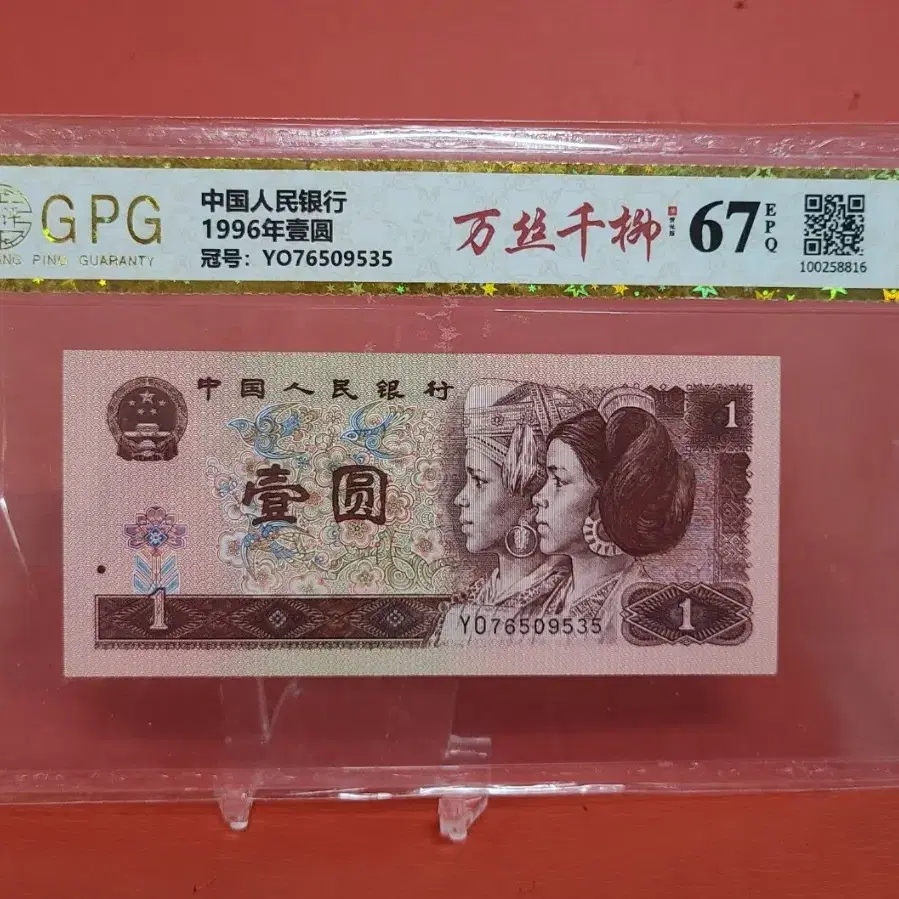 GPG
PING GUARANTY
中国人民银行
1996年壹圆
冠号：YO76509535
万丝千柳
67
EPQ
100258816
中国人民银行
1
壹圆
1
YO76509535
1